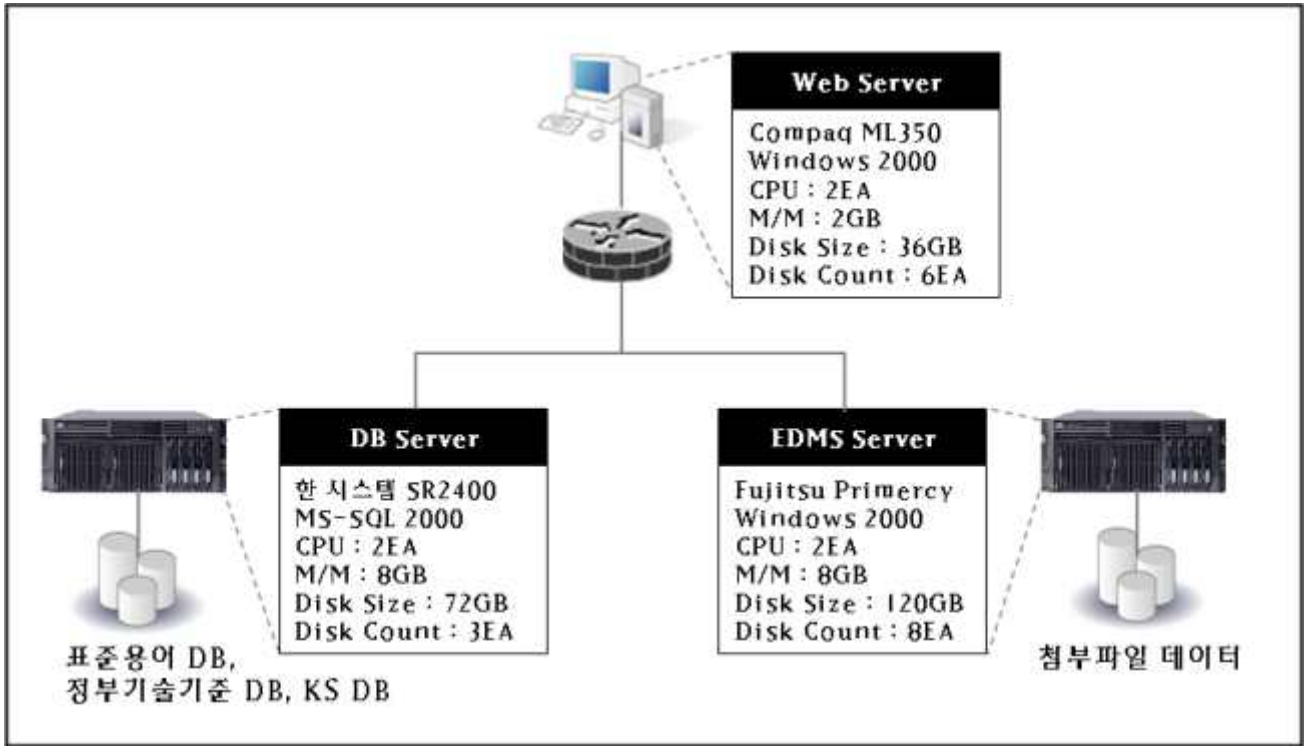 Web Server
Compaq ML350
Windows 2000
CPU : 2EA
M/M : 2GB
Disk Size : 36GB
Disk Count : 6EA
DB Server
한 시스템 SR2400
MS-SQL 2000
CPU : 2EA
M/M : 8GB
Disk Size : 72GB
Disk Count : 3EA
표준용어 DB,
정부기술기준 DB, KS DB
EDMS Server
Fujitsu Primercy
Windows 2000
CPU : 2EA
M/M : 8GB
Disk Size : 120GB
Disk Count : 8EA
첨부파일 데이터